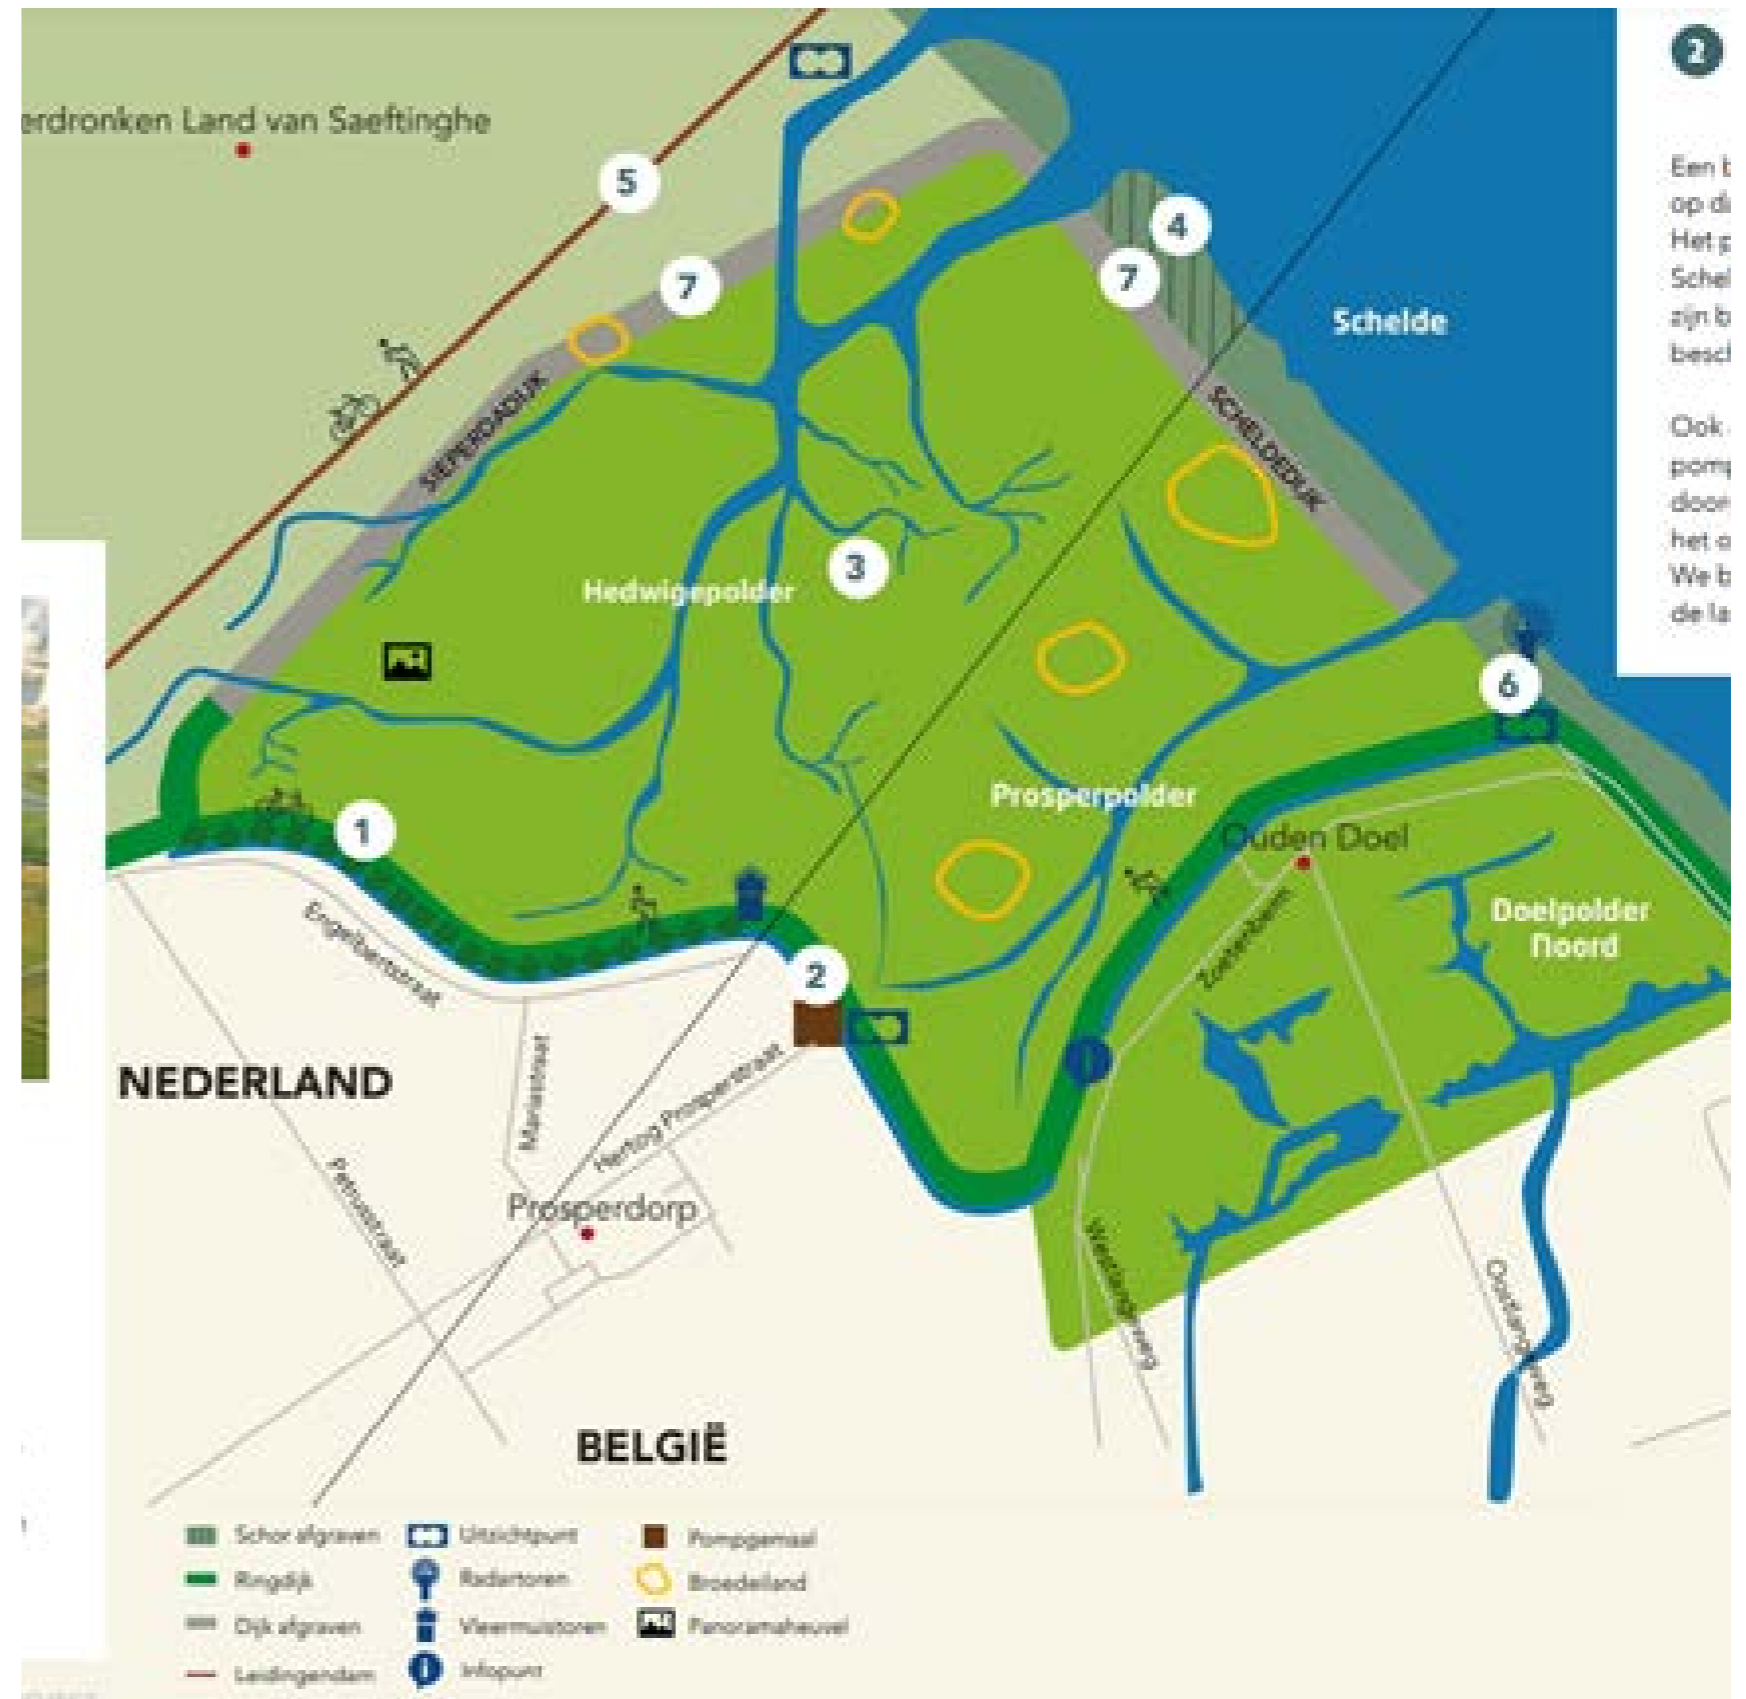 2
erdronken Land van Saeftinghe
5
4
7
7
Schelde
SIEPERDADIJK
SCHELDEDIJK
3
Hedwigepolder
6
Prosperpolder
1
Ouden Doel
Doelpolder
Noord
Engelbertstraat
Zoetenberm
2
NEDERLAND
Mariastraat
Hertog Prosperstraat
Petrusstraat
Prosperdorp
Westlangeweg
Oostlangeweg
BELGIË
Schor afgraven
Uitzichtpunt
Pompgemaal
Ringdijk
Radartoren
Broedeiland
Dijk afgraven
Vleermuistoren
Panoramaheuvel
Leidingendam
Infopunt
Een b
op da
Het p
Schel
zijn b
besch
Ook
pomp
door
het o
We b
de la